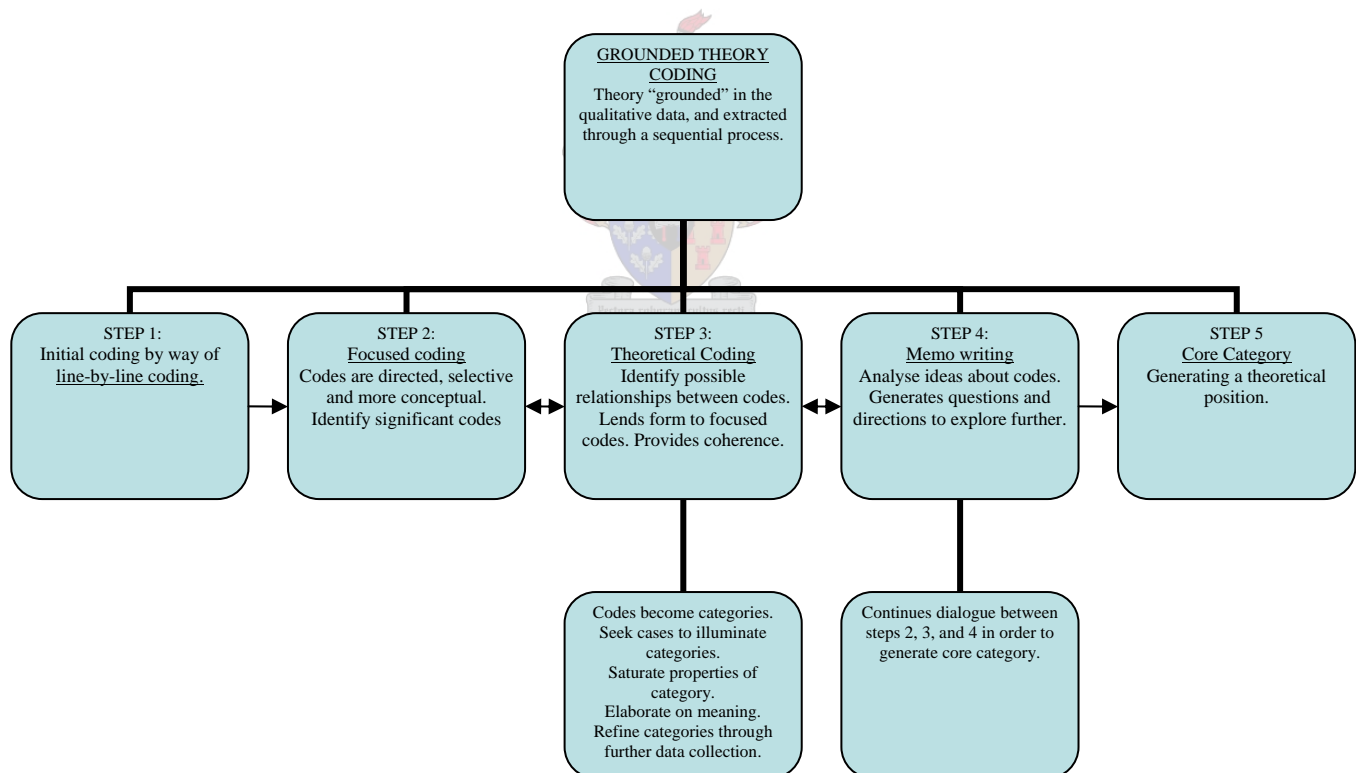 GROUNDED THEORY
CODING
Theory “grounded” in the
qualitative data, and extracted
through a sequential process.
STEP 1:
Initial coding by way of
line-by-line coding.
STEP 2:
Focused coding
Codes are directed, selective
and more conceptual.
Identify significant codes
STEP 3:
Theoretical Coding
Identify possible
relationships between codes.
Lends form to focused
codes. Provides coherence.
STEP 4:
Memo writing
Analyse ideas about codes.
Generates questions and
directions to explore further.
STEP 5
Core Category
Generating a theoretical
position.
Codes become categories.
Seek cases to illuminate
categories.
Saturate properties of
category.
Elaborate on meaning.
Refine categories through
further data collection.
Continues dialogue between
steps 2, 3, and 4 in order to
generate core category.